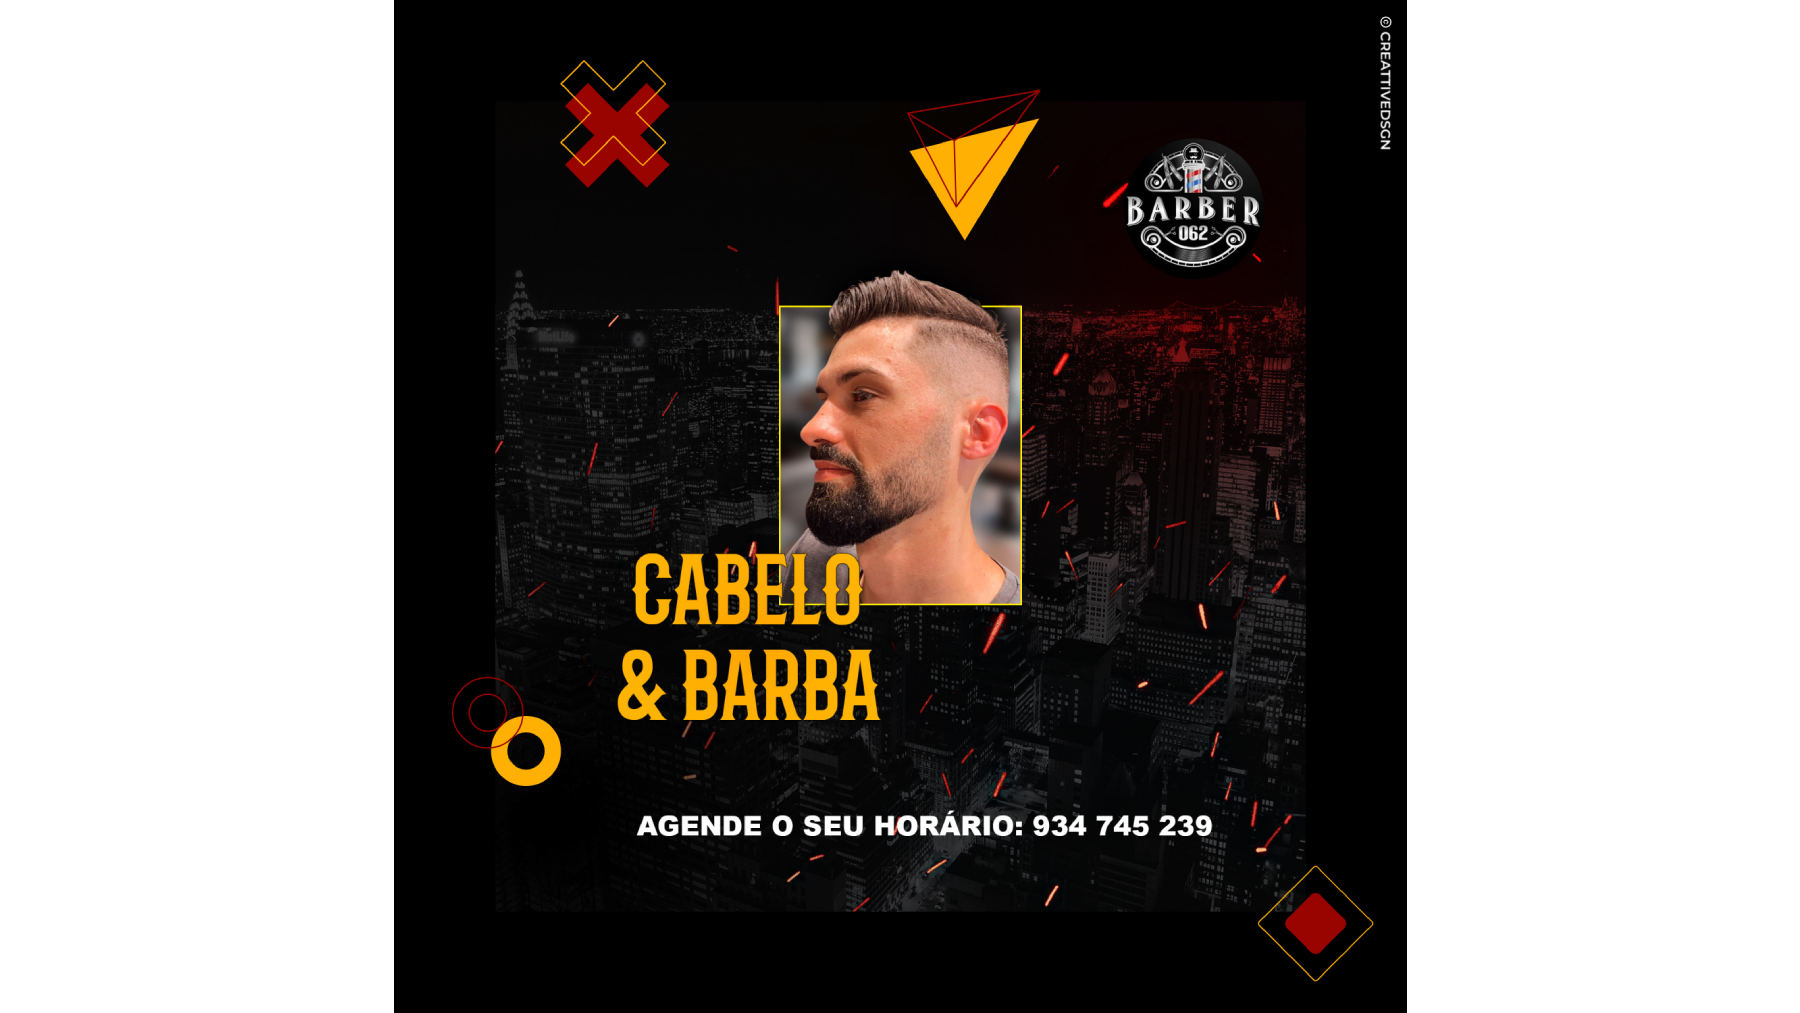 © CREATTIVEDSGN
BARBER
062
CABELO
& BARBA
AGENDE O SEU HORÁRIO: 934 745 239